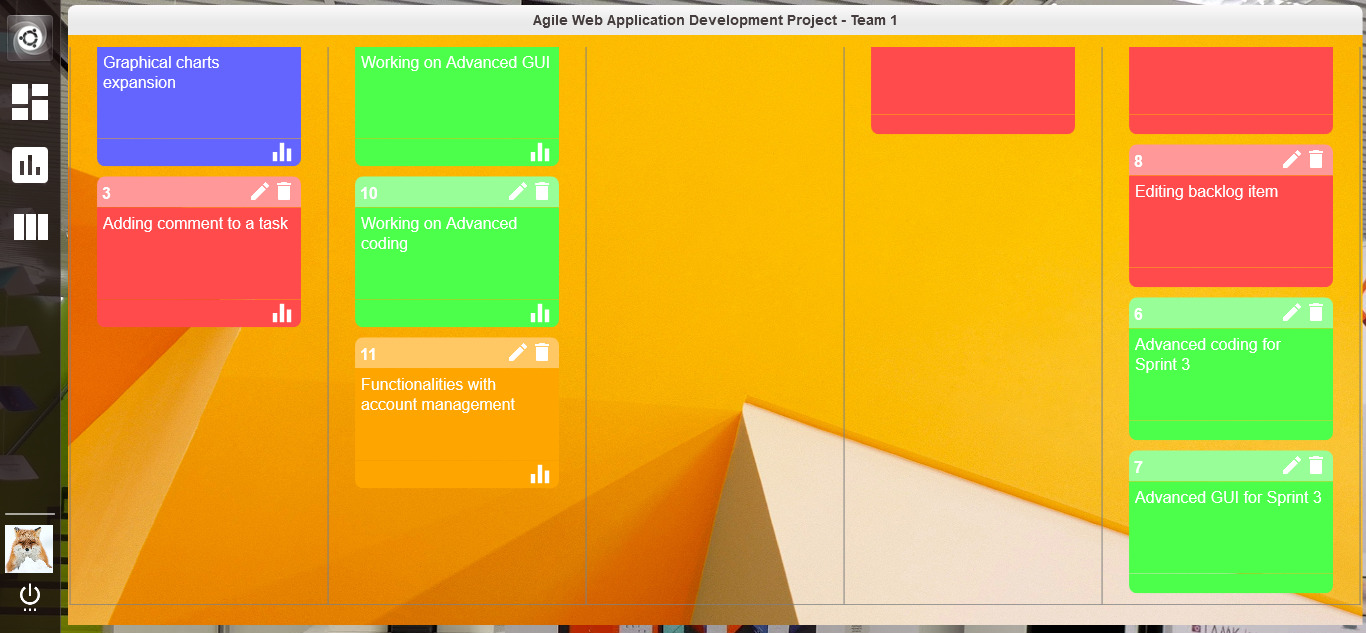 Agile Web Application Development Project - Team 1
Graphical charts
expansion
3
Adding comment to a task
Working on Advanced GUI
10
Working on Advanced
coding
11
Functionalities with
account management
8
Editing backlog item
6
Advanced coding for
Sprint 3
7
Advanced GUI for Sprint 3